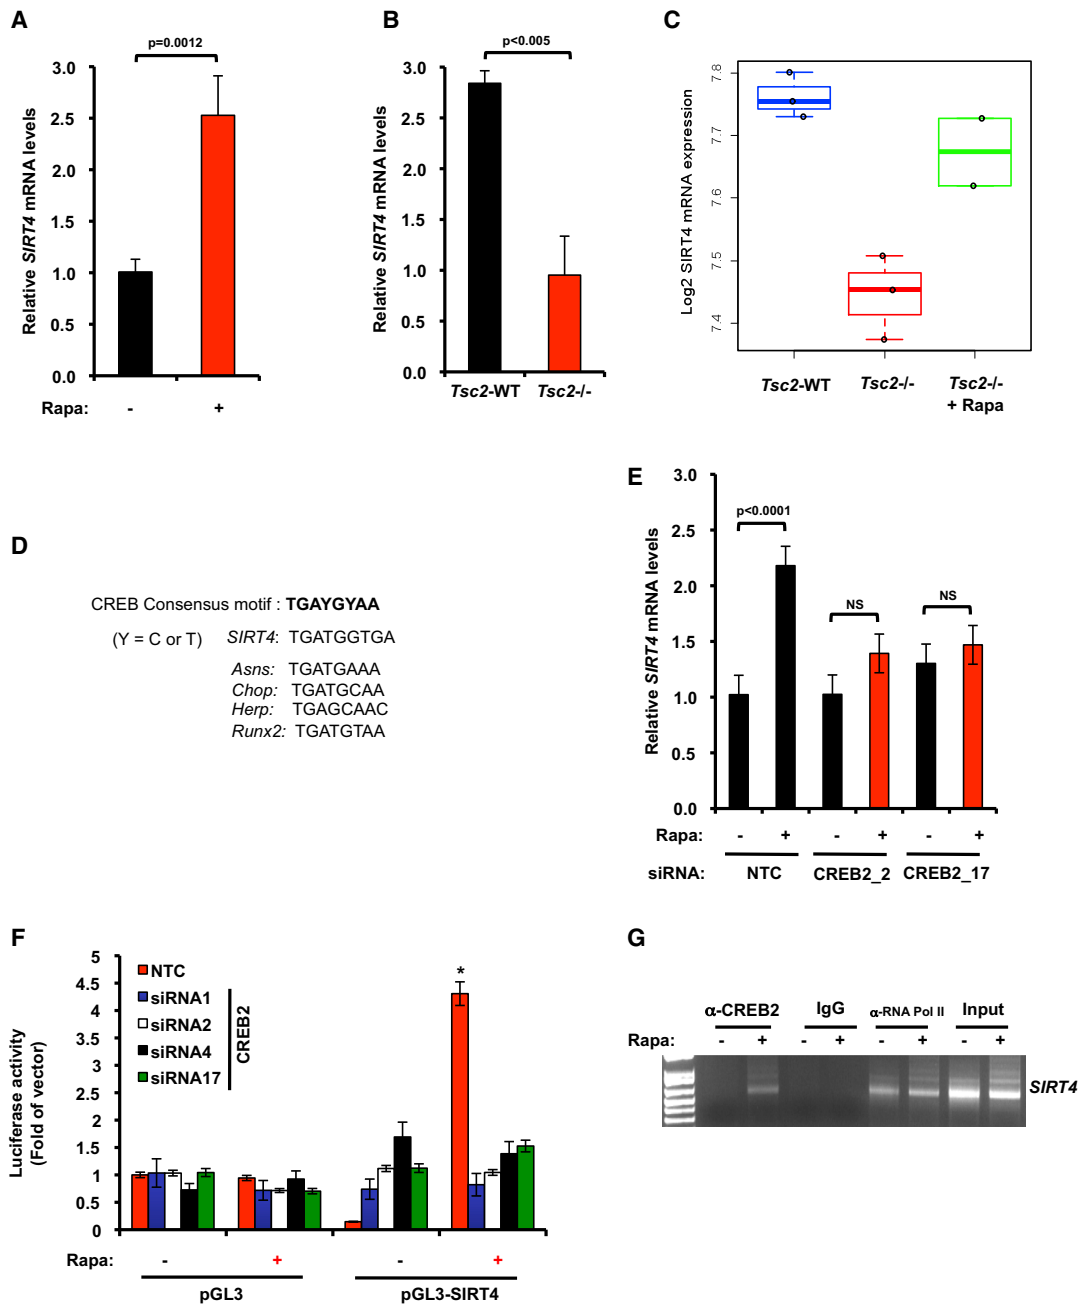 A
p=0.0012
Relative SIRT4 mRNA levels
3.0
2.5
2.0
1.5
1.0
0.5
0.0
Rapa: - +
B
p<0.005
Relative SIRT4 mRNA levels
3.0
2.5
2.0
1.5
1.0
0.5
0.0
Tsc2-WT Tsc2-/-
C
Log2 SIRT4 mRNA expression
7.8
7.7
7.6
7.5
7.4
Tsc2-WT Tsc2-/- Tsc2-/-
+ Rapa
D
CREB Consensus motif : TGAYGYAA
(Y = C or T) SIRT4: TGATGGTGA
Asns: TGATGAAA
Chop: TGATGCAA
Herp: TGAGCAAC
Runx2: TGATGTAA
E
p<0.0001
NS
NS
Relative SIRT4 mRNA levels
3.0
2.5
2.0
1.5
1.0
0.5
0.0
Rapa: - + - + - +
siRNA: NTC CREB2_2 CREB2_17
F
Luciferase activity
(Fold of vector)
5
4.5
4
3.5
3
2.5
2
1.5
1
0.5
0
NTC
siRNA1
siRNA2
siRNA4
siRNA17
CREB2
*
Rapa: - + - +
pGL3 pGL3-SIRT4
G
α-CREB2 IgG α-RNA Pol II Input
Rapa: - + - + - + - +
SIRT4